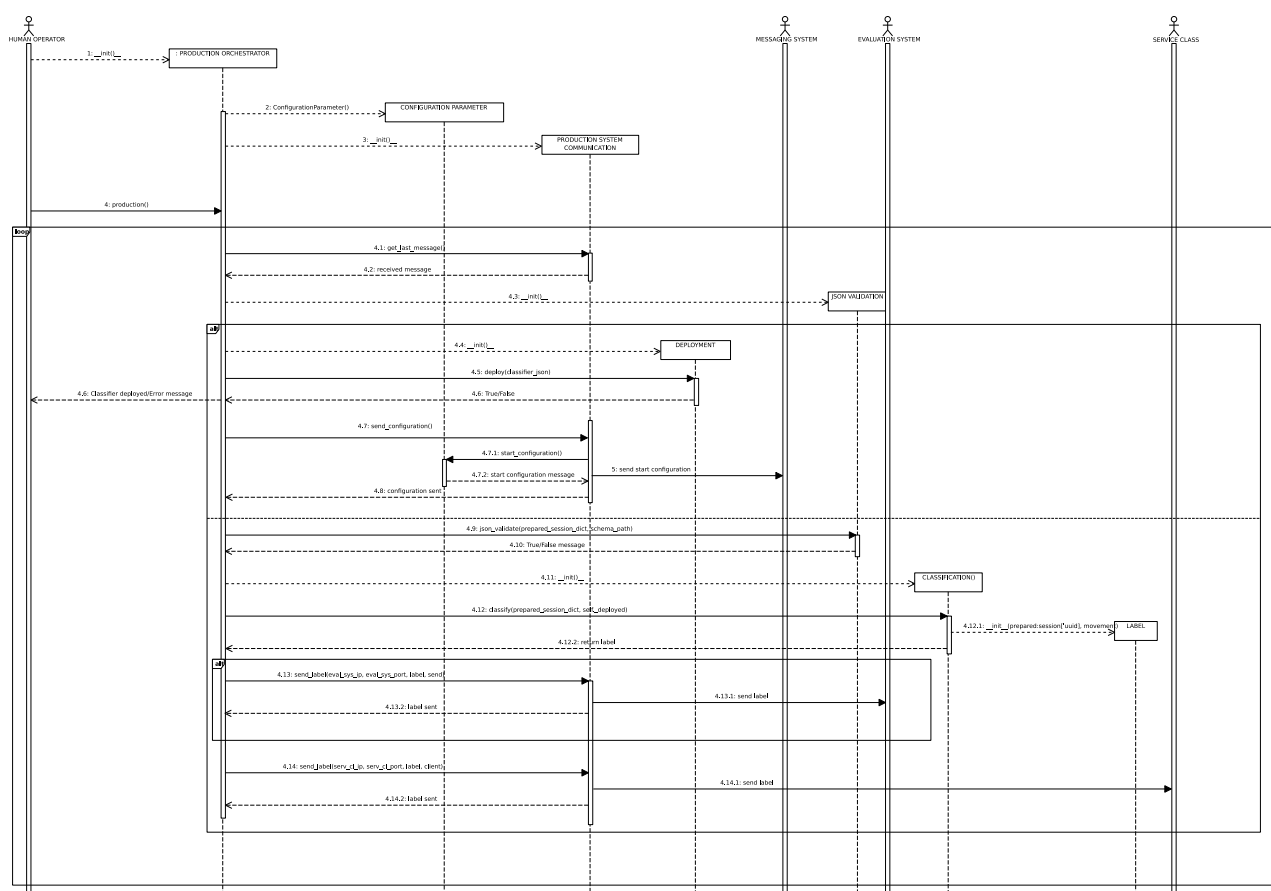 HUMAN OPERATOR
MESSAGING SYSTEM
EVALUATION SYSTEM
SERVICE CLASS
1: __init()__
: PRODUCTION ORCHESTRATOR
2: ConfigurationParameter()
CONFIGURATION PARAMETER
3: __init()__
PRODUCTION SYSTEM
COMMUNICATION
4: production()
loop
4.1: get_last_message()
4.2: received message
4.3: __init()__
JSON VALIDATION
alt
4.4: __init()__
DEPLOYMENT
4.5: deploy(classifier_json)
4.6: Classifier deployed/Error message
4.6: True/False
4.7: send_configuration()
4.7.1: start_configuration()
5: send start configuration
4.7.2: start configuration message
4.8: configuration sent
4.9: json_validate(prepared_session_dict, schema_path)
4.10: True/False message
4.11: __init()__
CLASSIFICATION()
4.12: classify(prepared_session_dict, self._deployed)
4.12.1: __init__(prepared:session['uuid], movement)
LABEL
4.12.2: return label
alt
4.13: send_label(eval_sys_ip, eval_sys_port, label, send)
4.13.1: send label
4.13.2: label sent
4.14: send_label(serv_cl_ip, serv_cl_port, label, client)
4.14.1: send label
4.14.2: label sent